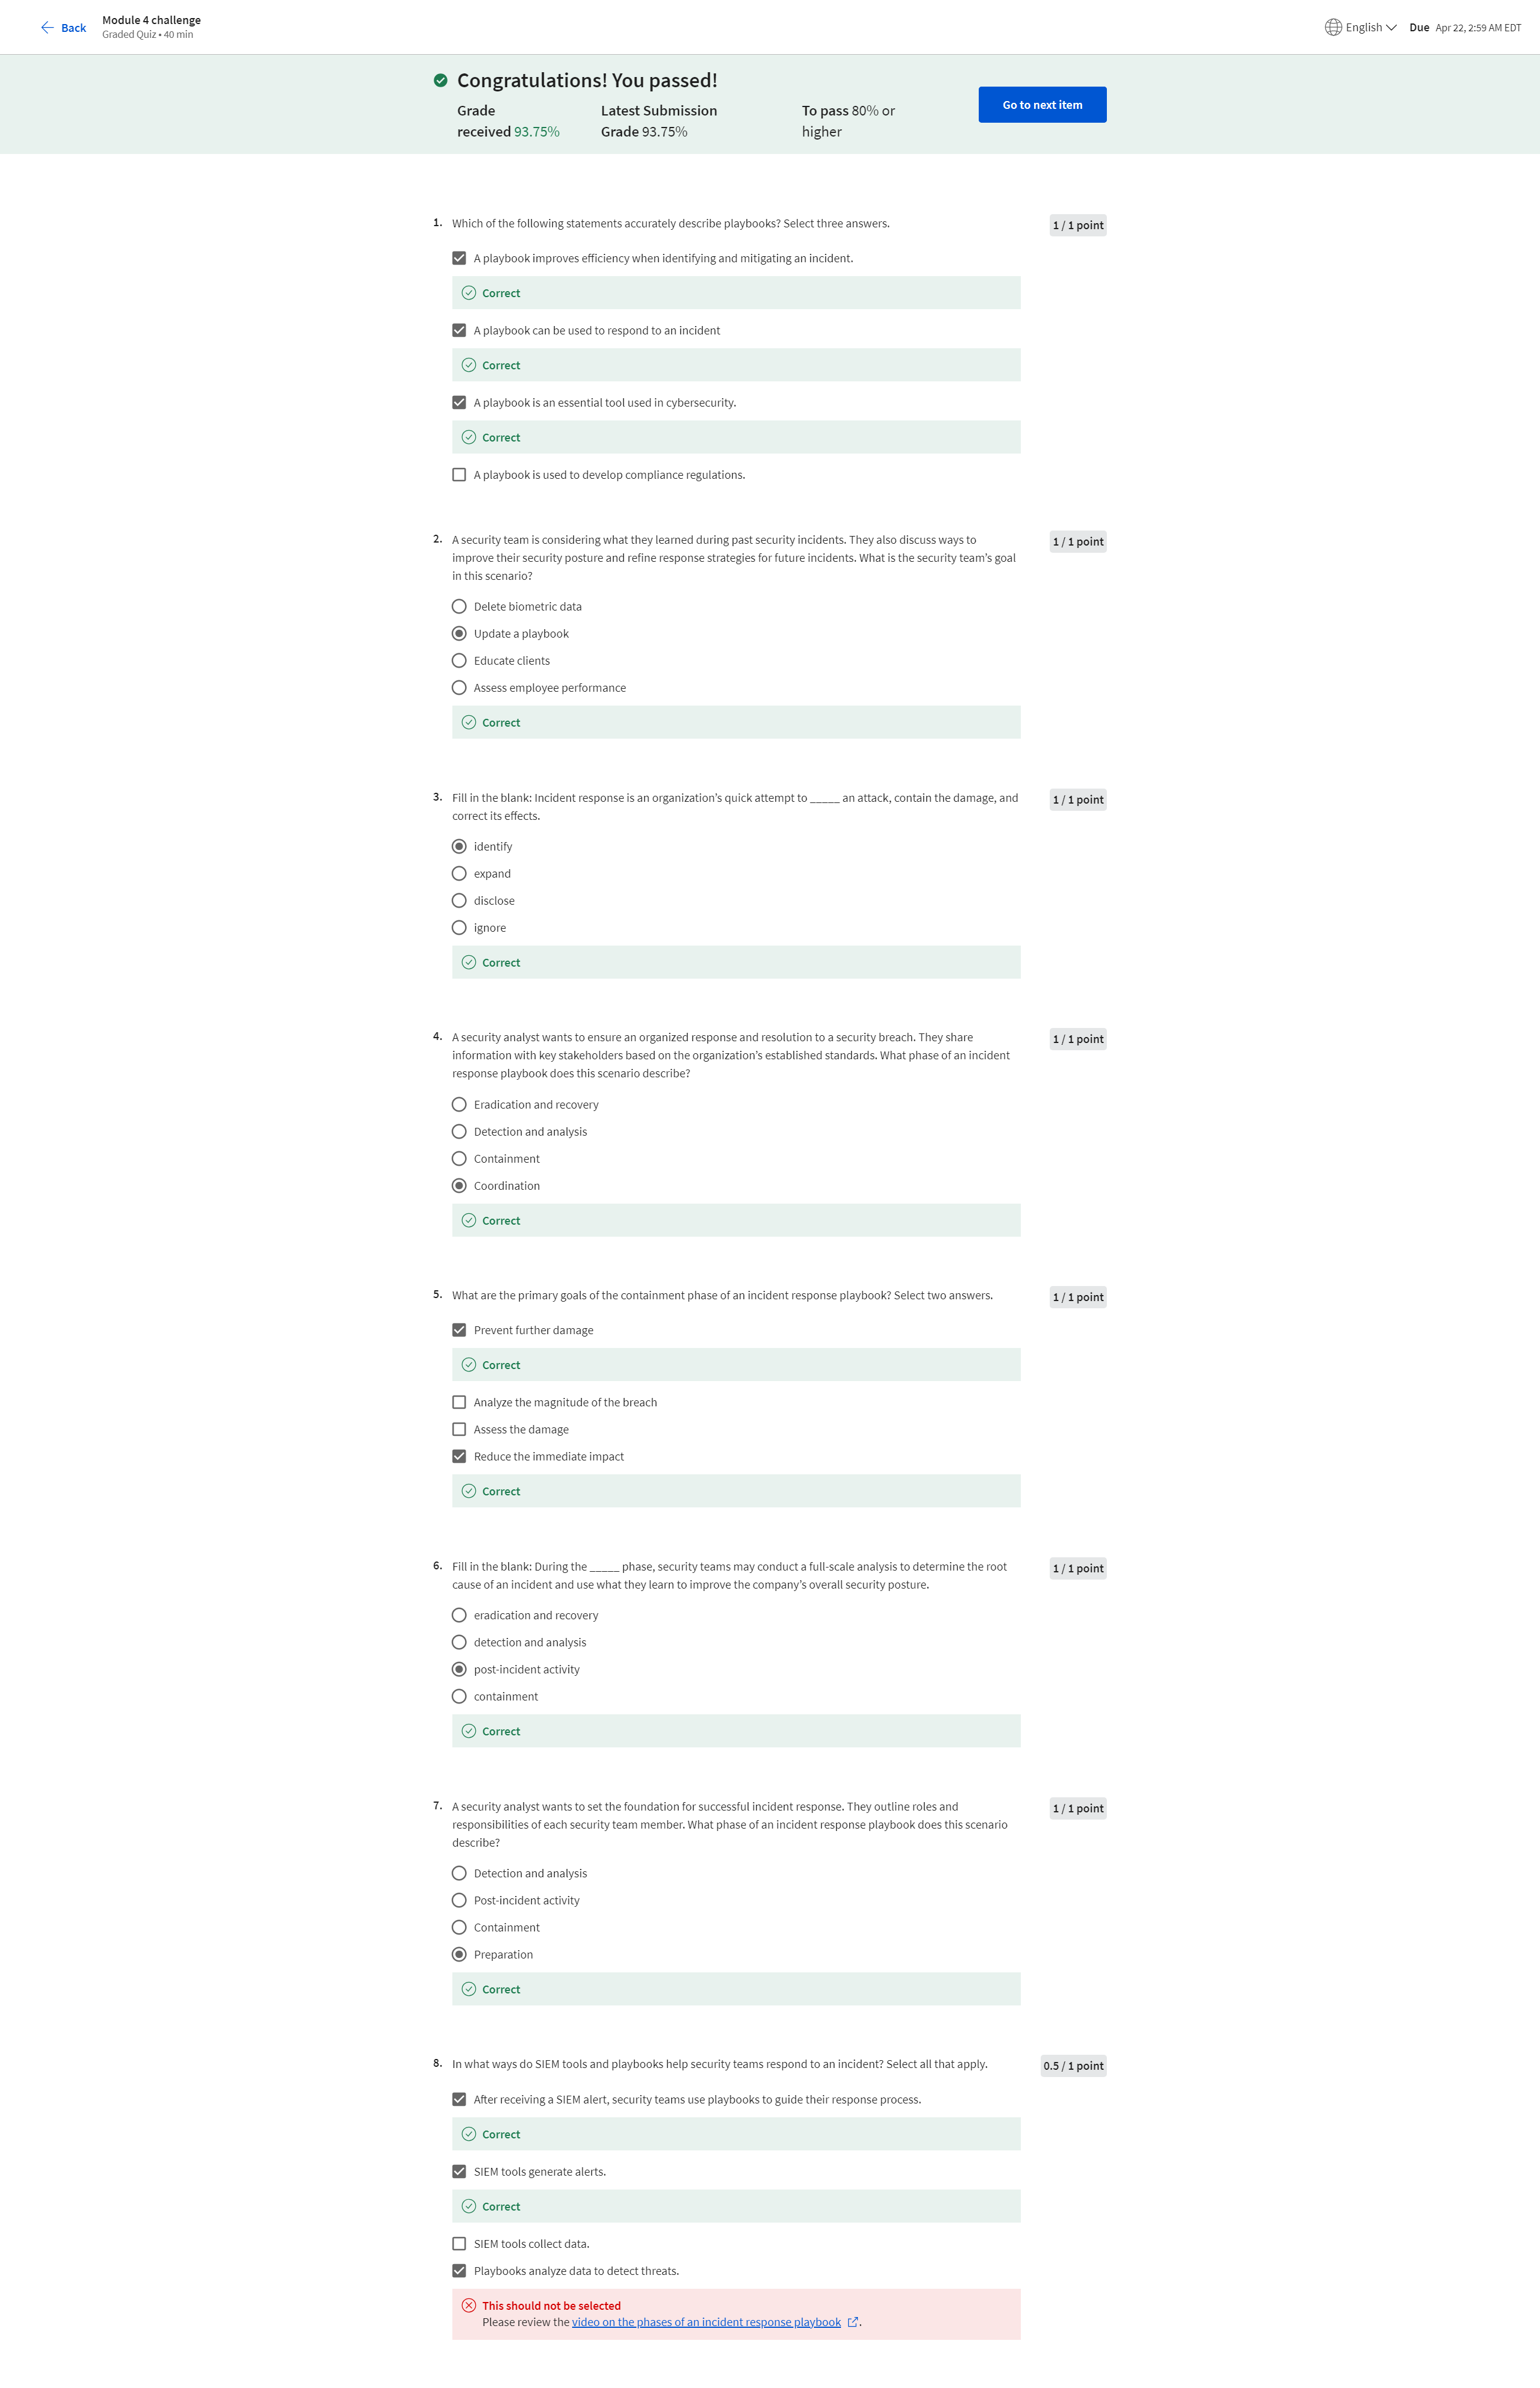 Back
Module 4 challenge
Graded Quiz • 40 min
English
Due Apr 22, 2:59 AM EDT
Congratulations! You passed!
Grade
received 93.75%
Latest Submission
Grade 93.75%
To pass 80% or
higher
Go to next item
1. Which of the following statements accurately describe playbooks? Select three answers.
1 / 1 point
A playbook improves efficiency when identifying and mitigating an incident.
Correct
A playbook can be used to respond to an incident
Correct
A playbook is an essential tool used in cybersecurity.
Correct
A playbook is used to develop compliance regulations.
2. A security team is considering what they learned during past security incidents. They also discuss ways to
improve their security posture and refine response strategies for future incidents. What is the security team’s goal
in this scenario?
1 / 1 point
Delete biometric data
Update a playbook
Educate clients
Assess employee performance
Correct
3. Fill in the blank: Incident response is an organization’s quick attempt to _____ an attack, contain the damage, and
correct its effects.
1 / 1 point
identify
expand
disclose
ignore
Correct
4. A security analyst wants to ensure an organized response and resolution to a security breach. They share
information with key stakeholders based on the organization’s established standards. What phase of an incident
response playbook does this scenario describe?
1 / 1 point
Eradication and recovery
Detection and analysis
Containment
Coordination
Correct
5. What are the primary goals of the containment phase of an incident response playbook? Select two answers.
1 / 1 point
Prevent further damage
Correct
Analyze the magnitude of the breach
Assess the damage
Reduce the immediate impact
Correct
6. Fill in the blank: During the _____ phase, security teams may conduct a full-scale analysis to determine the root
cause of an incident and use what they learn to improve the company’s overall security posture.
1 / 1 point
eradication and recovery
detection and analysis
post-incident activity
containment
Correct
7. A security analyst wants to set the foundation for successful incident response. They outline roles and
responsibilities of each security team member. What phase of an incident response playbook does this scenario
describe?
1 / 1 point
Detection and analysis
Post-incident activity
Containment
Preparation
Correct
8. In what ways do SIEM tools and playbooks help security teams respond to an incident? Select all that apply.
0.5 / 1 point
After receiving a SIEM alert, security teams use playbooks to guide their response process.
Correct
SIEM tools generate alerts.
Correct
SIEM tools collect data.
Playbooks analyze data to detect threats.
This should not be selected
Please review the video on the phases of an incident response playbook .